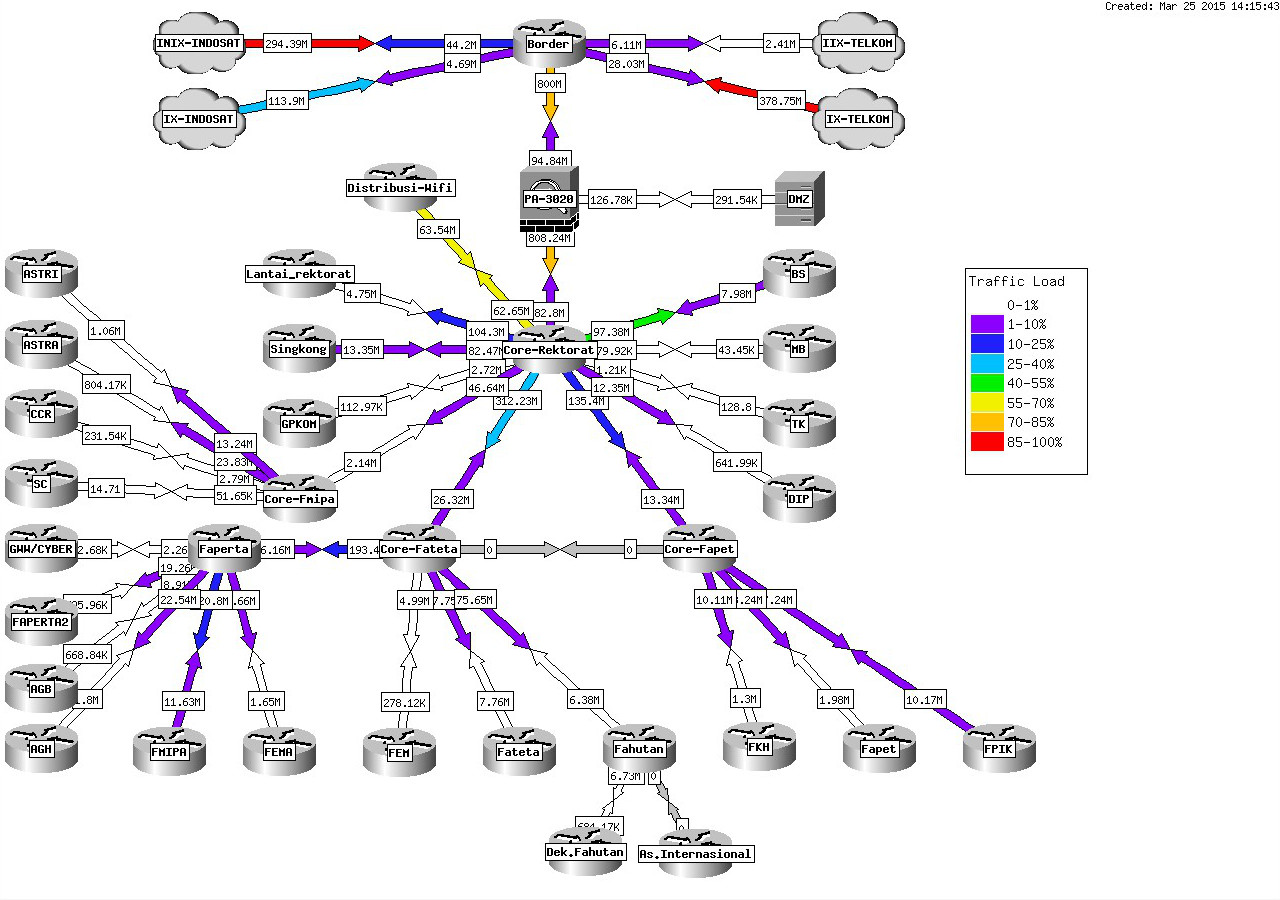 Created: Mar 25 2015 14:15:43
INIX-INDOSAT
294.39M
44.2M
Border
6.11M
2.41M
IIX-TELKOM
4.69M
28.03M
800M
IX-INDOSAT
113.9M
378.75M
IX-TELKOM
94.84M
Distribusi-Wifi
PA-3020
126.78K
291.54K
DMZ
63.54M
808.24M
ASTRI
Lantai_rektorat
BS
Traffic Load
4.75M
7.98M
0-1%
62.65M
82.8M
1-10%
1.06M
104.3M
97.38M
10-25%
ASTRA
Singkong
13.35M
82.47M
Core-Rektorat
79.92K
43.45K
MB
25-40%
2.72M
1.21K
40-55%
804.17K
46.64M
12.35M
55-70%
112.97K
312.23M
135.4M
128.8
CCR
GPKOM
TK
70-85%
231.54K
13.24M
85-100%
23.83M
2.14M
641.99K
2.79M
SC
14.71
51.65K
Core-Fmipa
26.32M
13.34M
DIP
GWW/CYBER
2.68K
2.26
Faperta
6.16M
193.4
Core-Fateta
0
0
Core-Fapet
19.26
8.91
95.96K
22.54M
20.8M
.66M
4.99M
7.75
75.65M
10.11M
.24M
.24M
FAPERTA2
668.84K
AGB
.8M
11.63M
1.65M
278.12K
7.76M
6.38M
1.3M
1.98M
10.17M
AGH
FMIPA
FEMA
FEM
Fateta
Fahutan
FKH
Fapet
FPIK
6.73M
0
684.17K
0
Dek.Fahutan
As.Internasional